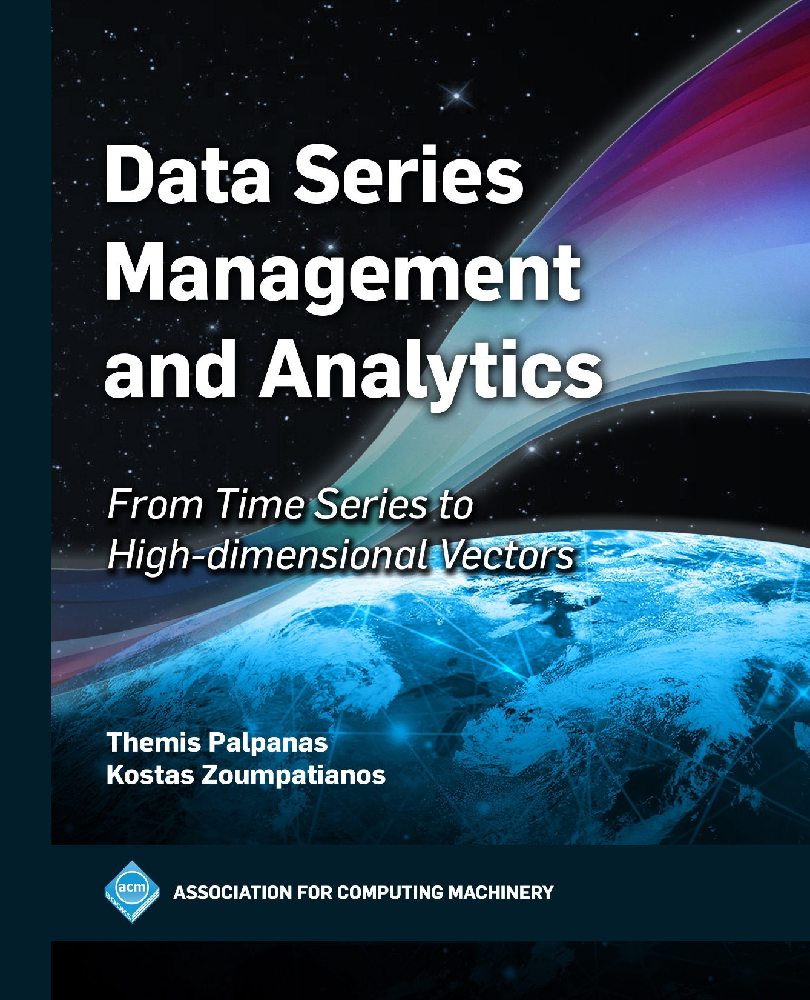 Data Series
Management
and Analytics
From Time Series to
High-dimensional Vectors
Themis Palpanas
Kostas Zoumpatianos
acm
BOOKS
ASSOCIATION FOR COMPUTING MACHINERY